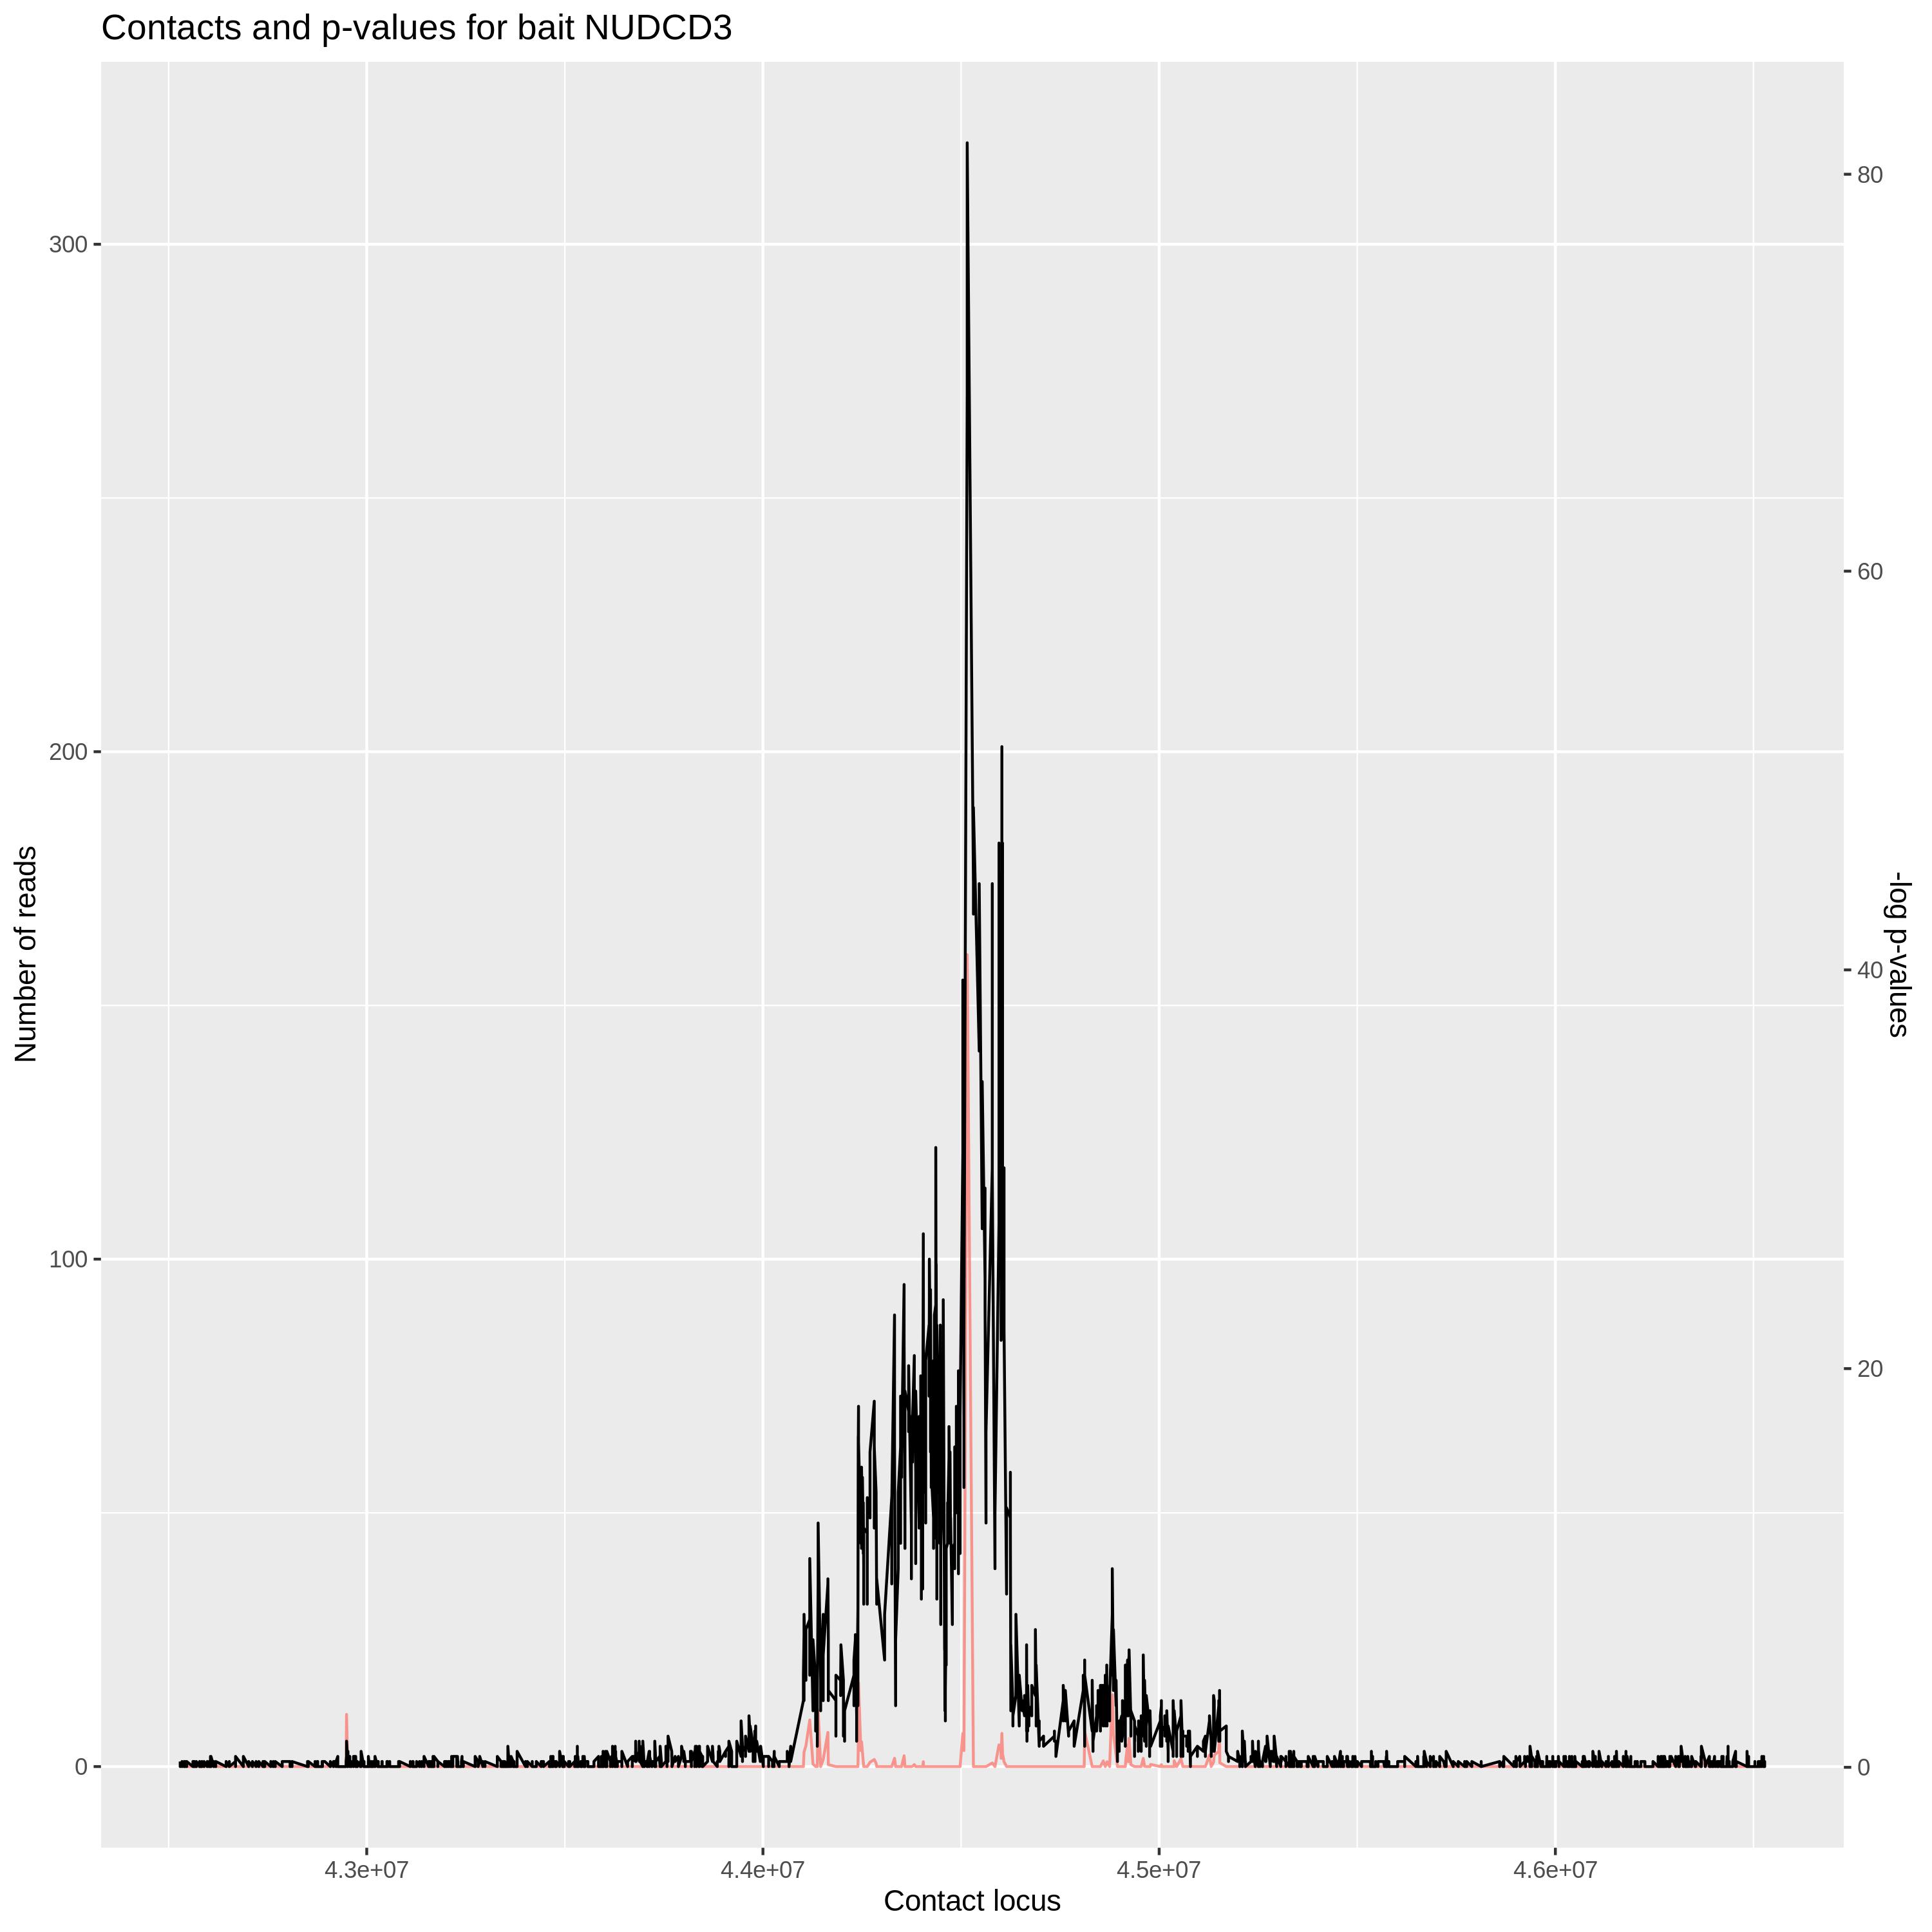 Contacts and p-values for bait NUDCD3
300
200
100
0
Number of reads
80
60
40
20
0
-log p-values
4.3e+07
4.4e+07
4.5e+07
4.6e+07
Contact locus